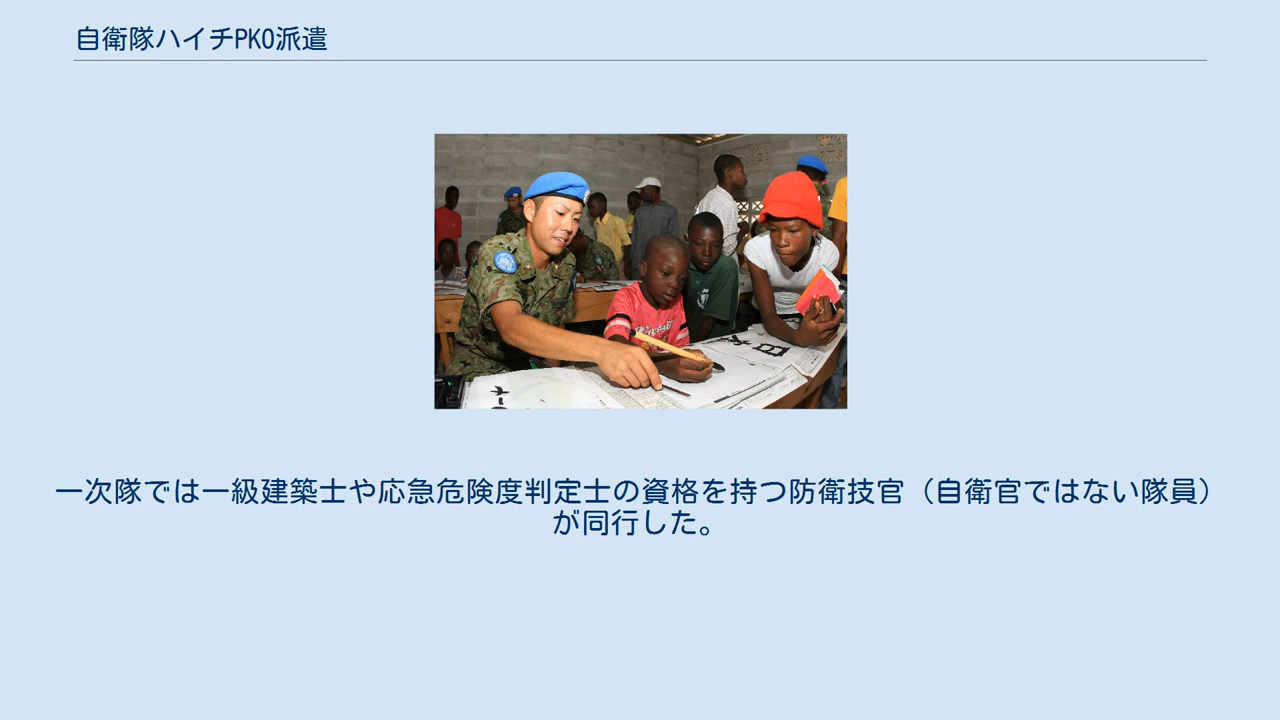 自衛隊ハイチPKO派遣
一次隊では一級建築士や応急危険度判定士の資格を持つ防衛技官（自衛官ではない隊員）
が同行した。